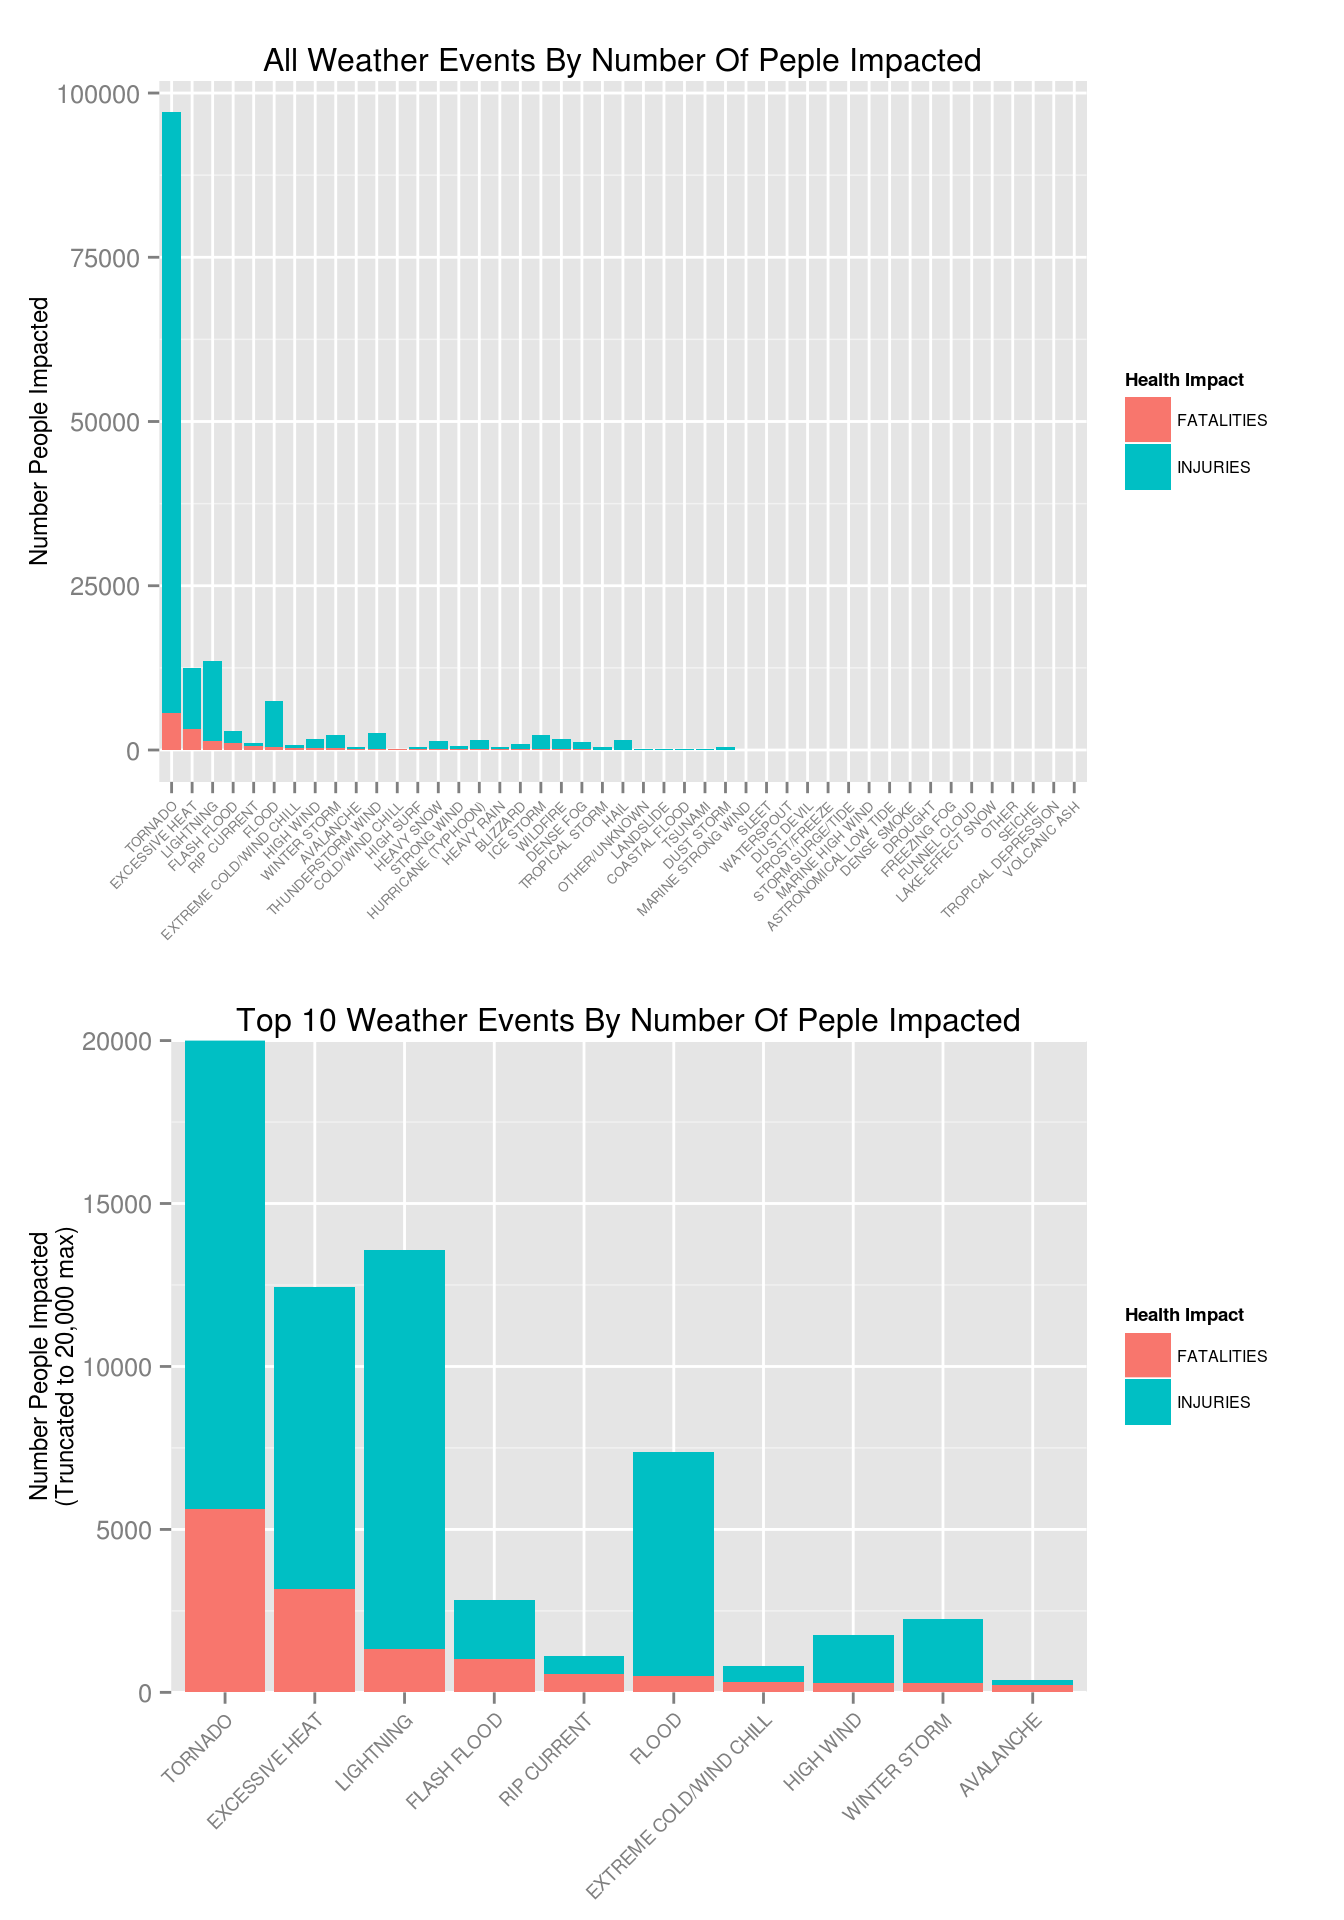 All Weather Events By Number Of Peple Impacted
100000
75000
50000
25000
0
Number People Impacted
TORNADO
EXCESSIVE HEAT
LIGHTNING
FLASH FLOOD
RIP CURRENT
FLOOD
EXTREME COLD/WIND CHILL
HIGH WIND
WINTER STORM
AVALANCHE
THUNDERSTORM WIND
COLD/WIND CHILL
HIGH SURF
HEAVY SNOW
STRONG WIND
HURRICANE (TYPHOON)
HEAVY RAIN
BLIZZARD
ICE STORM
WILDFIRE
DENSE FOG
TROPICAL STORM
HAIL
OTHER/UNKNOWN
LANDSLIDE
COASTAL FLOOD
TSUNAMI
DUST STORM
MARINE STRONG WIND
SLEET
WATERSPOUT
DUST DEVIL
FROST/FREEZE
STORM SURGE/TIDE
MARINE HIGH WIND
ASTRONOMICAL LOW TIDE
DENSE SMOKE
DROUGHT
FREEZING FOG
FUNNEL CLOUD
LAKE-EFFECT SNOW
OTHER
SEICHE
TROPICAL DEPRESSION
VOLCANIC ASH
Health Impact
FATALITIES
INJURIES
Top 10 Weather Events By Number Of Peple Impacted
20000
15000
10000
5000
0
Number People Impacted
(Truncated to 20,000 max)
TORNADO
EXCESSIVE HEAT
LIGHTNING
FLASH FLOOD
RIP CURRENT
FLOOD
EXTREME COLD/WIND CHILL
HIGH WIND
WINTER STORM
AVALANCHE
Health Impact
FATALITIES
INJURIES